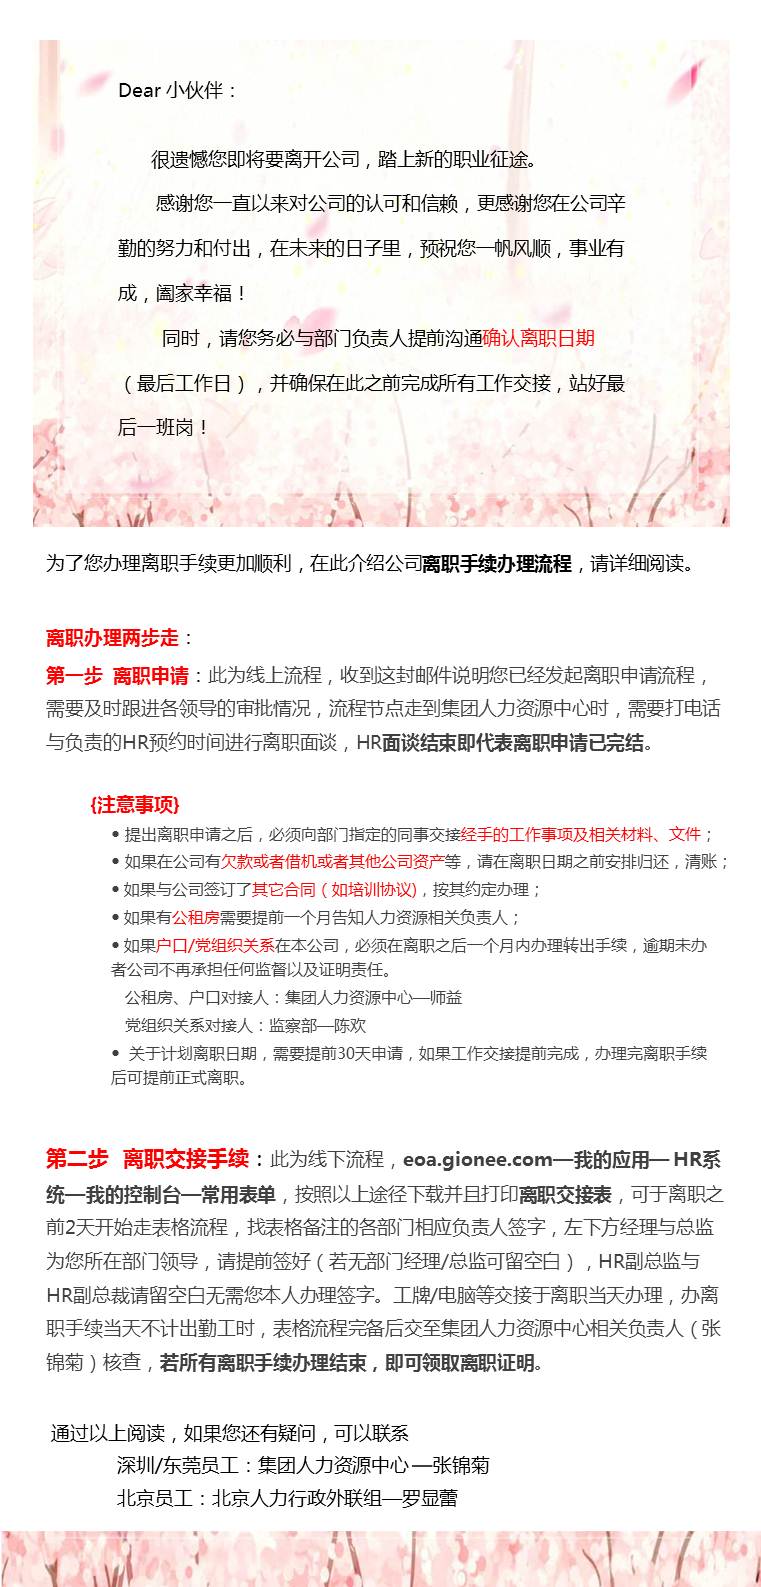 Dear 小伙伴：
很遗憾您即将要离开公司，踏上新的职业征途。
感谢您一直以来对公司的认可和信赖，更感谢您在公司辛
勤的努力和付出，在未来的日子里，预祝您一帆风顺，事业有
成，阖家幸福！
同时，请您务必与部门负责人提前沟通确认离职日期
（最后工作日），并确保在此之前完成所有工作交接，站好最
后一班岗！
为了您办理离职手续更加顺利，在此介绍公司离职手续办理流程，请详细阅读。
离职办理两步走：
第一步 离职申请：此为线上流程，收到这封邮件说明您已经发起离职申请流程，
需要及时跟进各领导的审批情况，流程节点走到集团人力资源中心时，需要打电话
与负责的HR预约时间进行离职面谈，HR面谈结束即代表离职申请已完结。
{注意事项}
• 提出离职申请之后，必须向部门指定的同事交接经手的工作事项及相关材料、文件；
• 如果在公司有欠款或者借机或者其他公司资产等，请在离职日期之前安排归还，清账；
• 如果与公司签订了其它合同（如培训协议)，按其约定办理；
• 如果有公租房需要提前一个月告知人力资源相关负责人；
• 如果户口/党组织关系在本公司，必须在离职之后一个月内办理转出手续，逾期未办
者公司不再承担任何监督以及证明责任。
公租房、户口对接人：集团人力资源中心—师益
党组织关系对接人：监察部—陈欢
• 关于计划离职日期，需要提前30天申请，如果工作交接提前完成，办理完离职手续
后可提前正式离职。
第二步 离职交接手续：此为线下流程，eoa.gionee.com—我的应用— HR系
统—我的控制台—常用表单，按照以上途径下载并且打印离职交接表，可于离职之
前2天开始走表格流程，找表格备注的各部门相应负责人签字，左下方经理与总监
为您所在部门领导，请提前签好（若无部门经理/总监可留空白），HR副总监与
HR副总裁请留空白无需您本人办理签字。工牌/电脑等交接于离职当天办理，办离
职手续当天不计出勤工时，表格流程完备后交至集团人力资源中心相关负责人（张
锦菊）核查，若所有离职手续办理结束，即可领取离职证明。
通过以上阅读，如果您还有疑问，可以联系
深圳/东莞员工：集团人力资源中心 —张锦菊
北京员工：北京人力行政外联组—罗显蕾